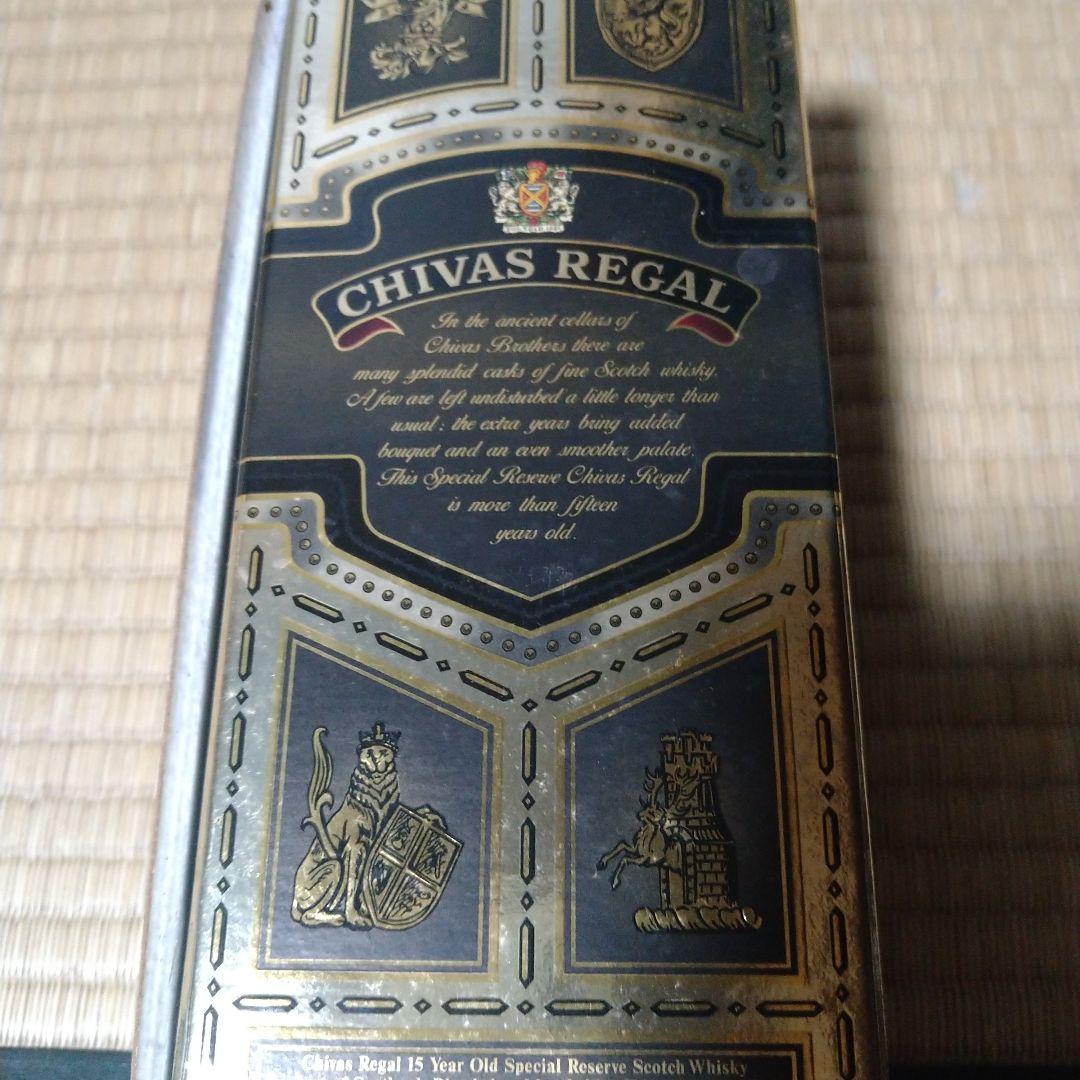 CHIVAS REGAL
In the ancient cellars of
Chivas Brothers there are
many splendid casks of fine Scotch whisky.
A few are left undisturbed a little longer than
usual: the extra years bring added
bouquet and an even smoother palate.
This Special Reserve Chivas Regal
is more than fifteen
years old.
Chivas Regal 15 Year Old Special Reserve Scotch Whisky